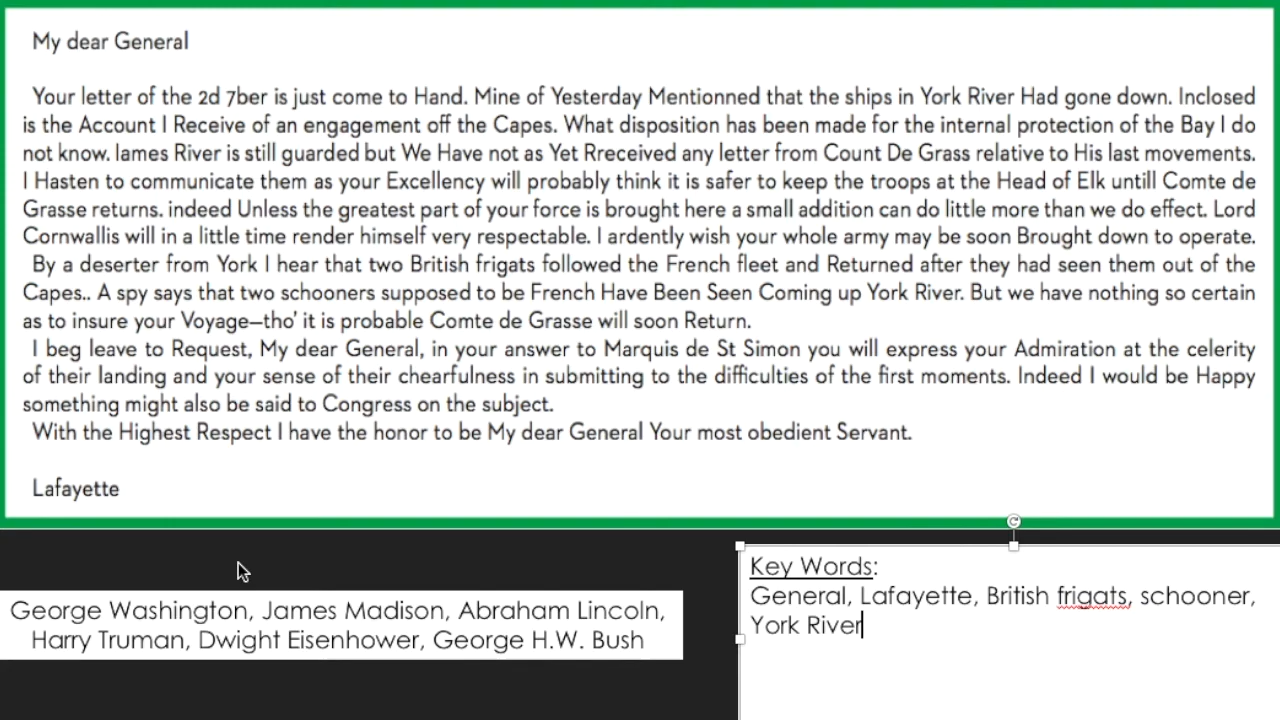 My dear General
Your letter of the 2d 7ber is just come to Hand. Mine of Yesterday Mentionned that the ships in York River Had gone down. Inclosed
is the Account I Receive of an engagement off the Capes. What disposition has been made for the internal protection of the Bay I do
not know. Iames River is still guarded but We Have not as Yet Rreceived any letter from Count De Grass relative to His last movements.
I Hasten to communicate them as your Excellency will probably think it is safer to keep the troops at the Head of Elk untill Comte de
Grasse returns. indeed Unless the greatest part of your force is brought here a small addition can do little more than we do effect. Lord
Cornwallis will in a little time render himself very respectable. I ardently wish your whole army may be soon Brought down to operate.
By a deserter from York I hear that two British frigats followed the French fleet and Returned after they had seen them out of the
Capes.. A spy says that two schooners supposed to be French Have Been Seen Coming up York River. But we have nothing so certain
as to insure your Voyage—tho' it is probable Comte de Grasse will soon Return.
I beg leave to Request, My dear General, in your answer to Marquis de St Simon you will express your Admiration at the celerity
of their landing and your sense of their chearfulness in submitting to the difficulties of the first moments. Indeed I would be Happy
something might also be said to Congress on the subject.
With the Highest Respect I have the honor to be My dear General Your most obedient Servant.
Lafayette
George Washington, James Madison, Abraham Lincoln,
Harry Truman, Dwight Eisenhower, George H.W. Bush
Key Words:
General, Lafayette, British frigats, schooner,
York River